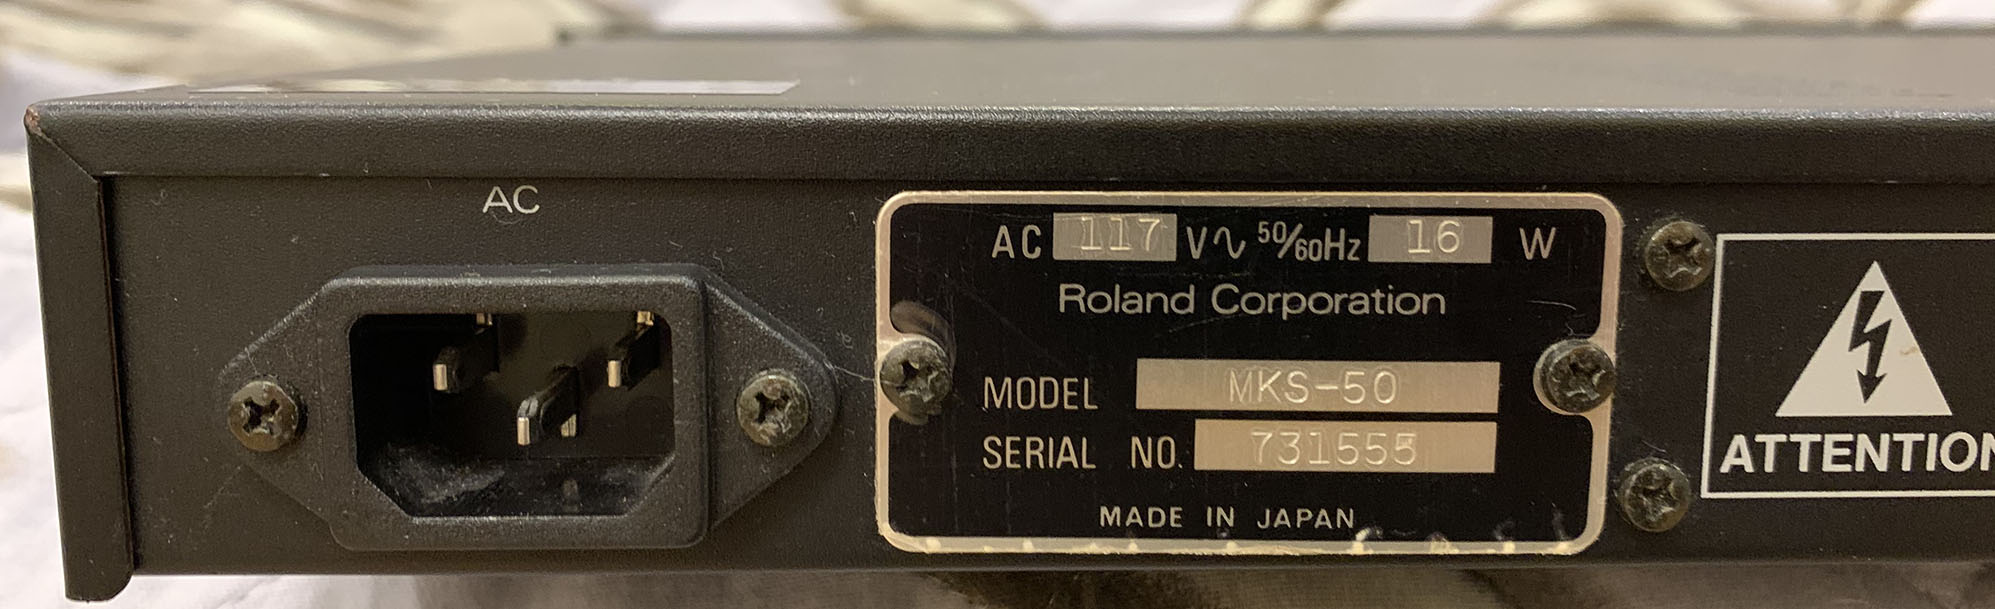 AC
AC 117 V∿ 50/60Hz 16 W
Roland Corporation
MODEL MKS-50
SERIAL NO. 731555
MADE IN JAPAN
ATTENTION